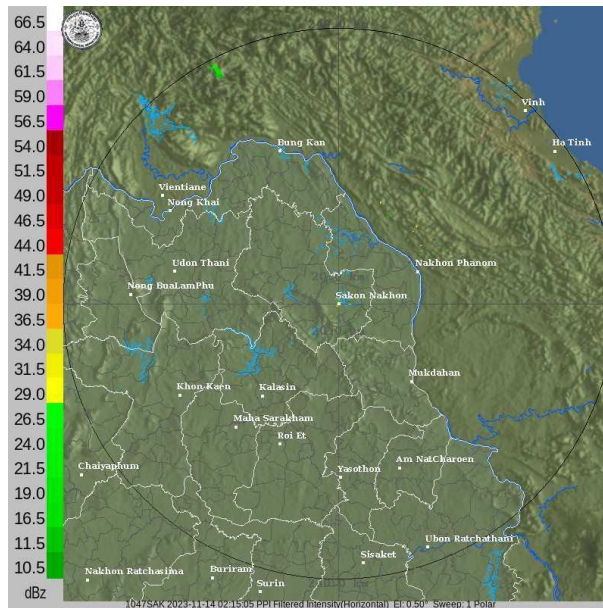 66.5
64.0
61.5
59.0
56.5
54.0
51.5
49.0
46.5
44.0
41.5
39.0
36.5
34.0
31.5
29.0
26.5
24.0
21.5
19.0
16.5
14.0
11.5
10.5
dBz
Vinh
Ha Tinh
Bung Kan
Vientiane
Nong Khai
Udon Thani
Nakhon Phanom
Nong BuaLamPhu
Sakon Nakhon
Mukdahan
Khon Kaen
Kalasin
Maha Sarakham
Roi Et
Chaiyaphum
Am NatCharoen
Yasothon
Ubon Ratchathani
Sisaket
Nakhon Ratchasima
Buriram
Surin
1047SAK 2023-11-14 02:15:05 PPI Filtered Intensity(Horizontal) El: 0.50° Sweep: 1 Polar